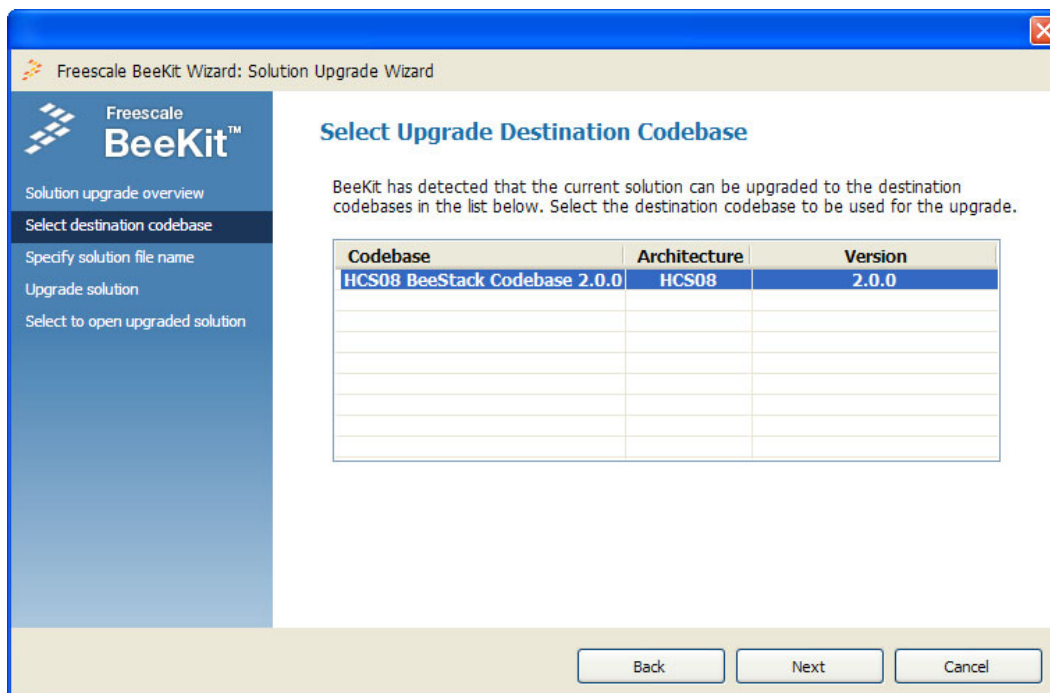 Freescale BeeKit Wizard: Solution Upgrade Wizard
Freescale
BeeKit™
Solution upgrade overview
Select destination codebase
Specify solution file name
Upgrade solution
Select to open upgraded solution
Select Upgrade Destination Codebase
BeeKit has detected that the current solution can be upgraded to the destination
codebases in the list below. Select the destination codebase to be used for the upgrade.
Codebase Architecture Version
HCS08 BeeStack Codebase 2.0.0 HCS08 2.0.0
Back Next Cancel